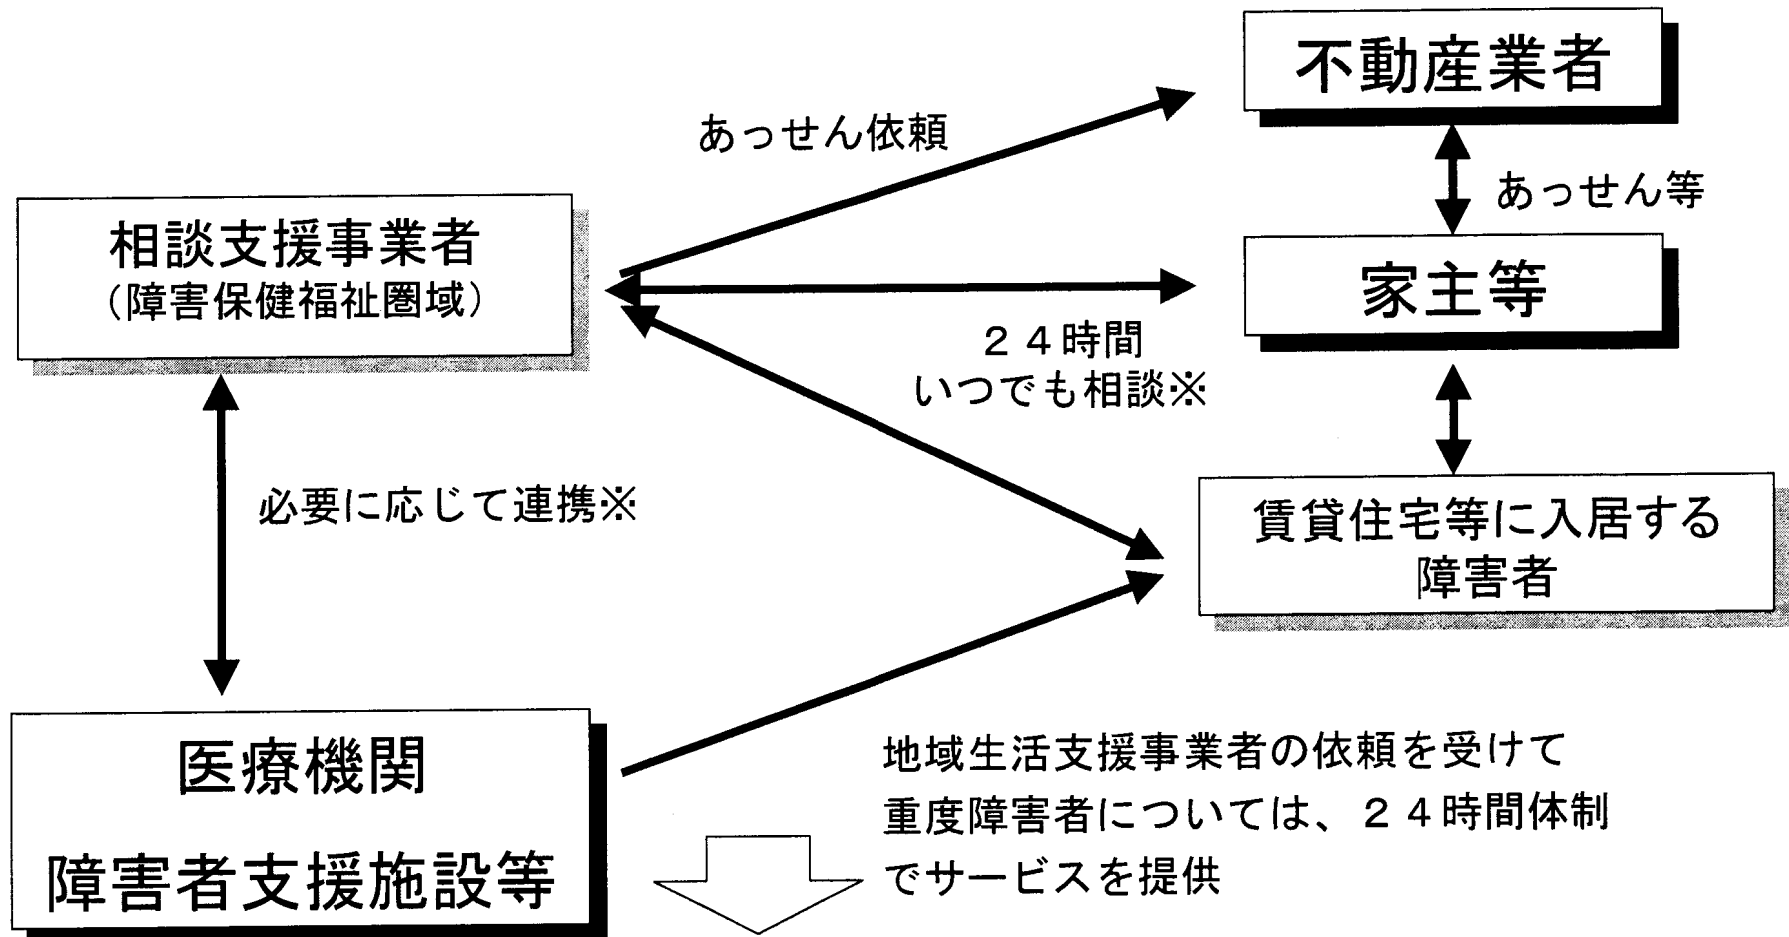 不動産業者
あっせん依頼
あっせん等
相談支援事業者
（障害保健福祉圏域）
家主等
２４時間
いつでも相談※
必要に応じて連携※
賃貸住宅等に入居する
障害者
医療機関
障害者支援施設等
地域生活支援事業者の依頼を受けて
重度障害者については、２４時間体制
でサービスを提供